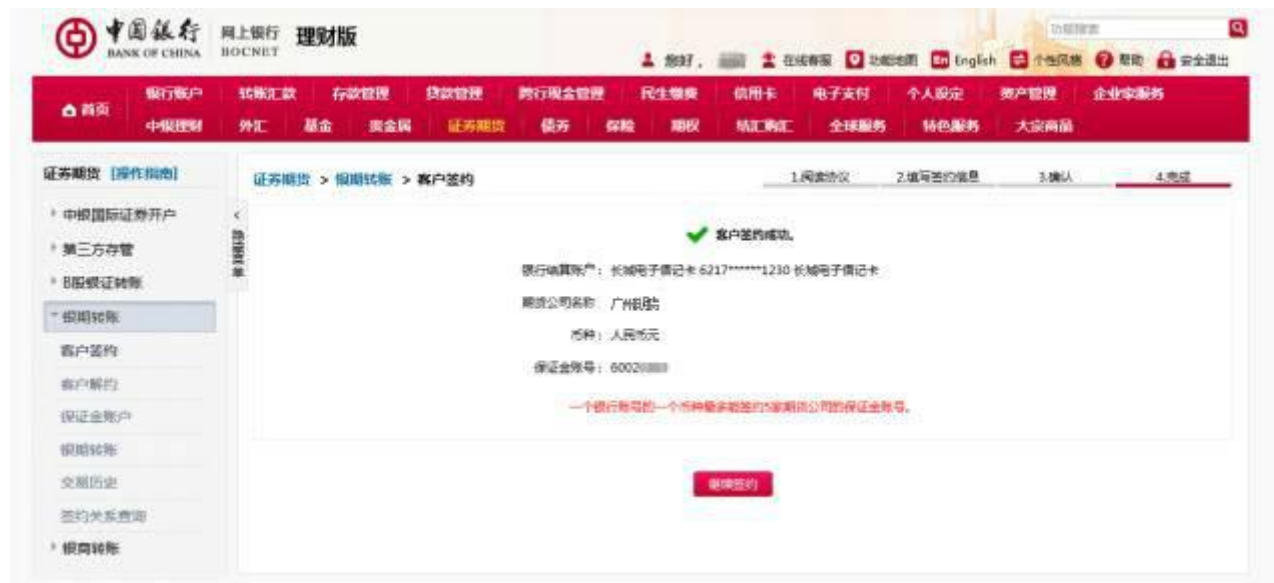 中国银行 网上银行 理财版
BANK OF CHINA BOCNET
功能搜索
您好， 在线客服 功能地图 En English 个性风格 帮助 安全退出
首页
银行账户 转账汇款 存款管理 贷款管理 跨行现金管理 民生缴费 信用卡 电子支付 个人设定 资产管理 企业家服务
中银理财 外汇 基金 贵金属 证券期货 债券 保险 期权 结汇购汇 全球服务 特色服务 大宗商品
证券期货 [操作指南]
证券期货 > 银期转账 > 客户签约
1.阅读协议 2.填写签约信息 3.确认 4.完成
中银国际证券开户
第三方存管
B股银证转账
银期转账
客户签约
客户解约
保证金账户
银期转账
交易历史
签约关系查询
银商转账
客户签约成功。
银行结算账户： 长城电子借记卡 6217******1230 长城电子借记卡
期货公司名称 广州期货
币种： 人民币元
保证金账号： 6002
一个银行账号的一个币种最多能签约5家期货公司的保证金账号。
继续签约